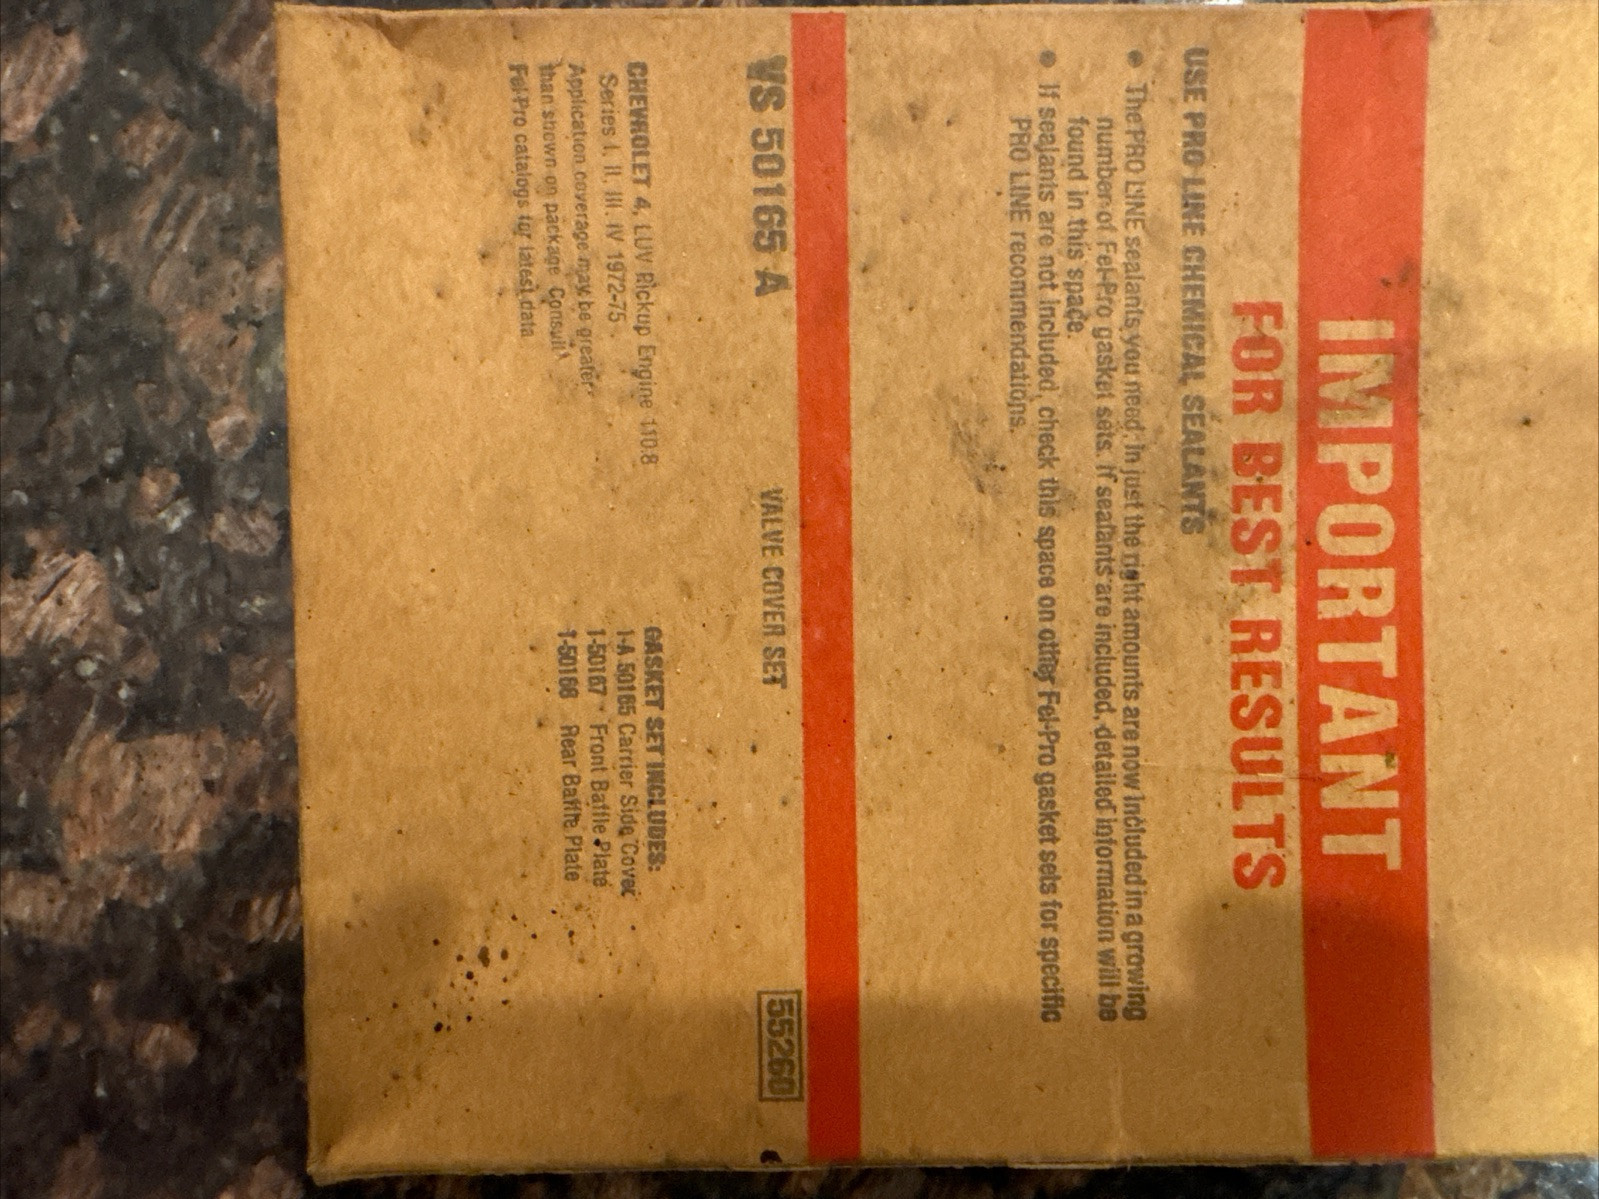 IMPORTANT
FOR BEST RESULTS
USE PRO LINE CHEMICAL SEALANTS
• The PRO LINE sealants you need, in just the right amounts are now included in a growing
number of Fel-Pro gasket sets. If sealants are included, detailed information will be
found in this space.
• If sealants are not included, check this space on other Fel-Pro gasket sets for specific
PRO LINE recommendations.
VS 50165 A
VALVE COVER SET
55260
CHEVROLET 4, LUV Pickup Engine 110.8
Series I, II, III, IV 1972-75.
Application coverage may be greater
than shown on package. Consult
Fel-Pro catalogs for latest data
GASKET SET INCLUDES:
1-A 50165 Carrier Side Cover
1-50167 Front Baffle Plate
1-50168 Rear Baffle Plate